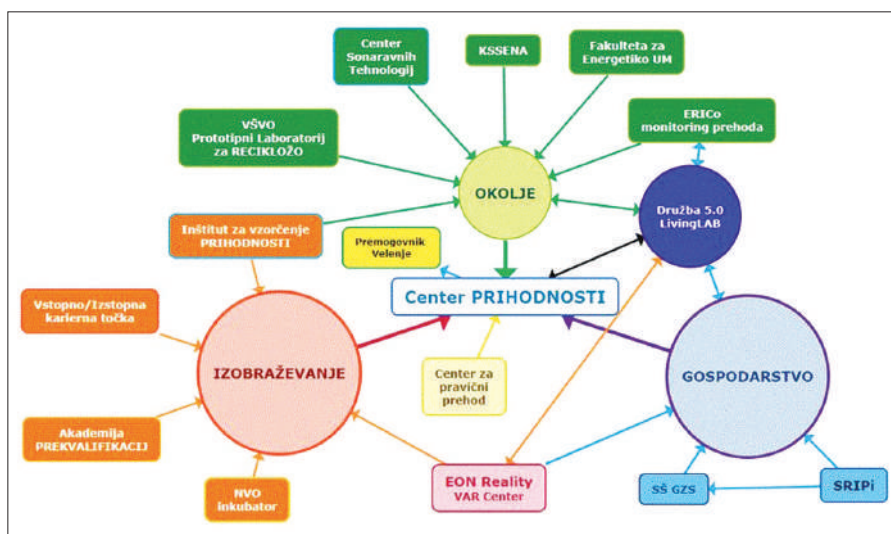 Center
Sonaravnih
Tehnologij
KSSENA
Fakulteta za
Energetiko UM
VŠVO
Prototipni Laboratorij
za RECIKLOŽO
ERICo
monitoring prehoda
OKOLJE
Družba 5.0
LivingLAB
Inštitut za vzorčenje
PRIHODNOSTI
Premogovnik
Velenje
Center PRIHODNOSTI
Vstopno/Izstopna
karierna točka
IZOBRAŽEVANJE
Center za
pravični
prehod
GOSPODARSTVO
Akademija
PREKVALIFIKACIJ
NVO
inkubator
EON Reality
VAR Center
SŠ GZS
SRIPi